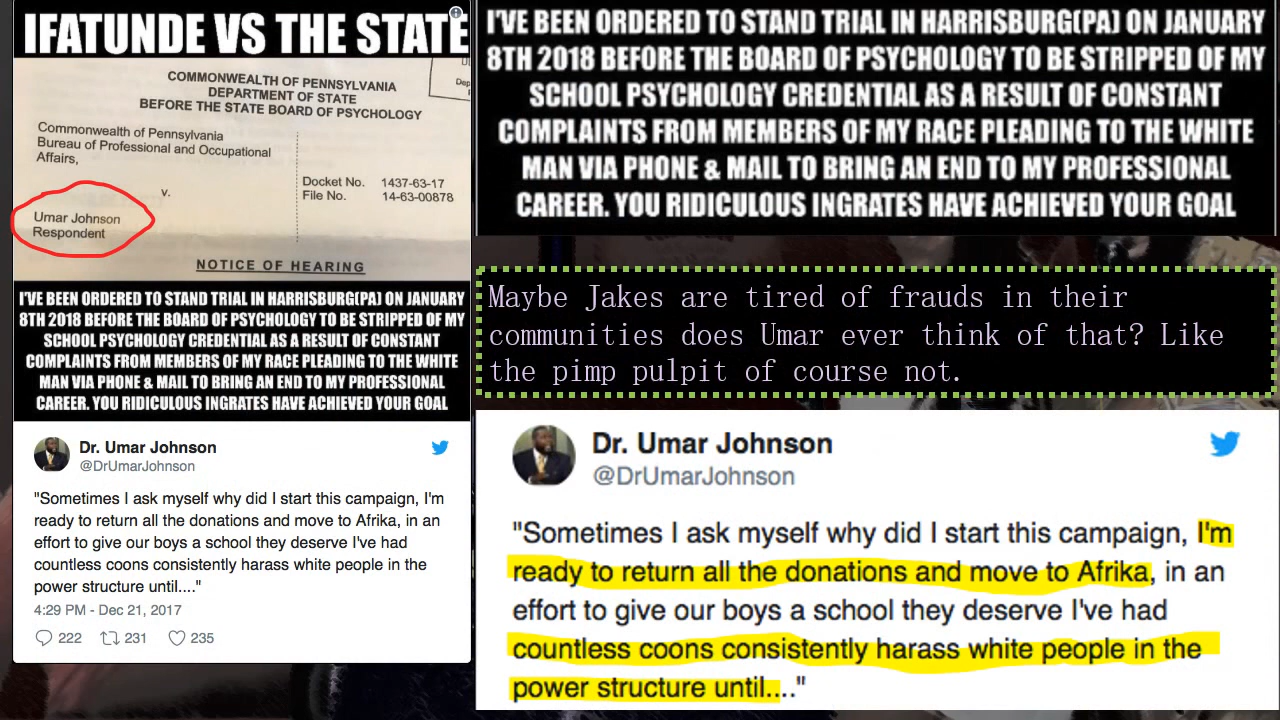 IFATUNDE VS THE STATE
COMMONWEALTH OF PENNSYLVANIA
DEPARTMENT OF STATE
BEFORE THE STATE BOARD OF PSYCHOLOGY
Commonwealth of Pennsylvania
Bureau of Professional and Occupational
Affairs,
v.
Docket No. 1437-63-17
File No. 14-63-00878
Umar Johnson
Respondent
NOTICE OF HEARING
I'VE BEEN ORDERED TO STAND TRIAL IN HARRISBURG(PA) ON JANUARY
8TH 2018 BEFORE THE BOARD OF PSYCHOLOGY TO BE STRIPPED OF MY
SCHOOL PSYCHOLOGY CREDENTIAL AS A RESULT OF CONSTANT
COMPLAINTS FROM MEMBERS OF MY RACE PLEADING TO THE WHITE
MAN VIA PHONE & MAIL TO BRING AN END TO MY PROFESSIONAL
CAREER. YOU RIDICULOUS INGRATES HAVE ACHIEVED YOUR GOAL
Dr. Umar Johnson
@DrUmarJohnson
"Sometimes I ask myself why did I start this campaign, I'm
ready to return all the donations and move to Afrika, in an
effort to give our boys a school they deserve I've had
countless coons consistently harass white people in the
power structure until...."
4:29 PM - Dec 21, 2017
222 231 235
I'VE BEEN ORDERED TO STAND TRIAL IN HARRISBURG(PA) ON JANUARY
8TH 2018 BEFORE THE BOARD OF PSYCHOLOGY TO BE STRIPPED OF MY
SCHOOL PSYCHOLOGY CREDENTIAL AS A RESULT OF CONSTANT
COMPLAINTS FROM MEMBERS OF MY RACE PLEADING TO THE WHITE
MAN VIA PHONE & MAIL TO BRING AN END TO MY PROFESSIONAL
CAREER. YOU RIDICULOUS INGRATES HAVE ACHIEVED YOUR GOAL
Maybe Jakes are tired of frauds in their
communities does Umar ever think of that? Like
the pimp pulpit of course not.
Dr. Umar Johnson
@DrUmarJohnson
"Sometimes I ask myself why did I start this campaign, I'm
ready to return all the donations and move to Afrika, in an
effort to give our boys a school they deserve I've had
countless coons consistently harass white people in the
power structure until...."